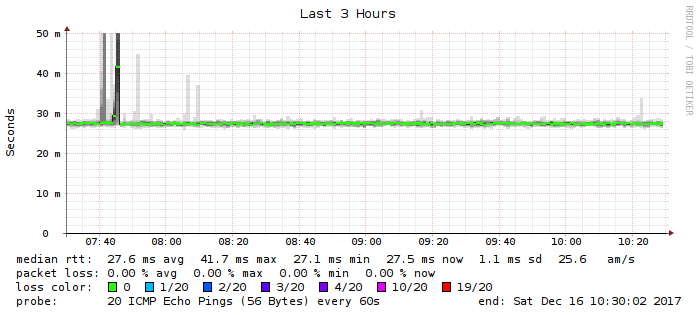 Last 3 Hours
RRDTOOL / TOBI OETIKER
Seconds
50 m
40 m
30 m
20 m
10 m
0
07:40 08:00 08:20 08:40 09:00 09:20 09:40 10:00 10:20
median rtt: 27.6 ms avg 41.7 ms max 27.1 ms min 27.5 ms now 1.1 ms sd 25.6 am/s
packet loss: 0.00 % avg 0.00 % max 0.00 % min 0.00 % now
loss color: 0 1/20 2/20 3/20 4/20 10/20 19/20
probe: 20 ICMP Echo Pings (56 Bytes) every 60s end: Sat Dec 16 10:30:02 2017